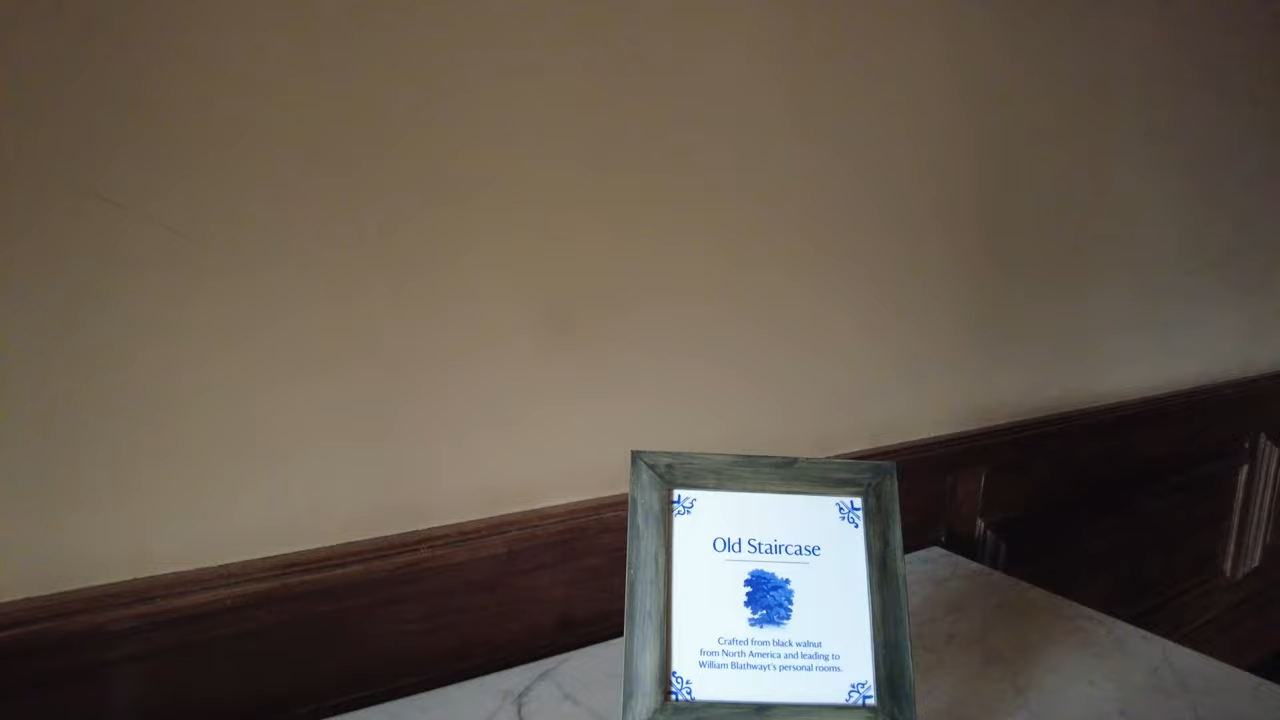 Old Staircase
Crafted from black walnut
from North America and leading to
William Blathwayt's personal rooms.